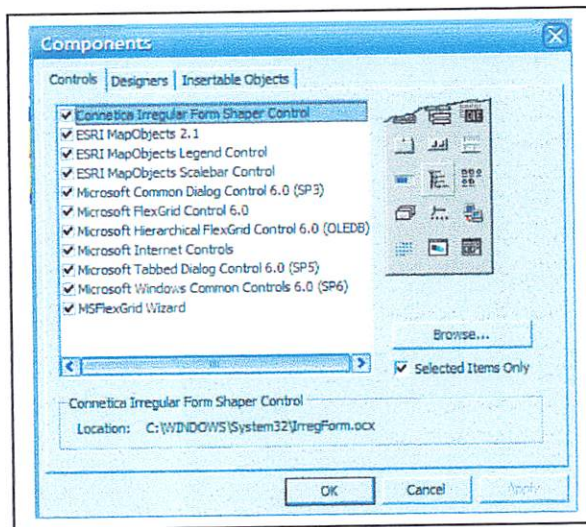 Components
Controls Designers Insertable Objects
Connetica Irregular Form Shaper Control
ESRI MapObjects 2.1
ESRI MapObjects Legend Control
ESRI MapObjects Scalebar Control
Microsoft Common Dialog Control 6.0 (SP3)
Microsoft FlexGrid Control 6.0
Microsoft Hierarchical FlexGrid Control 6.0 (OLEDB)
Microsoft Internet Controls
Microsoft Tabbed Dialog Control 6.0 (SP5)
Microsoft Windows Common Controls 6.0 (SP6)
MSFlexGrid Wizard
Browse...
Selected Items Only
Connetica Irregular Form Shaper Control
Location: C:\WINDOWS\System32\IrregForm.ocx
OK Cancel Apply